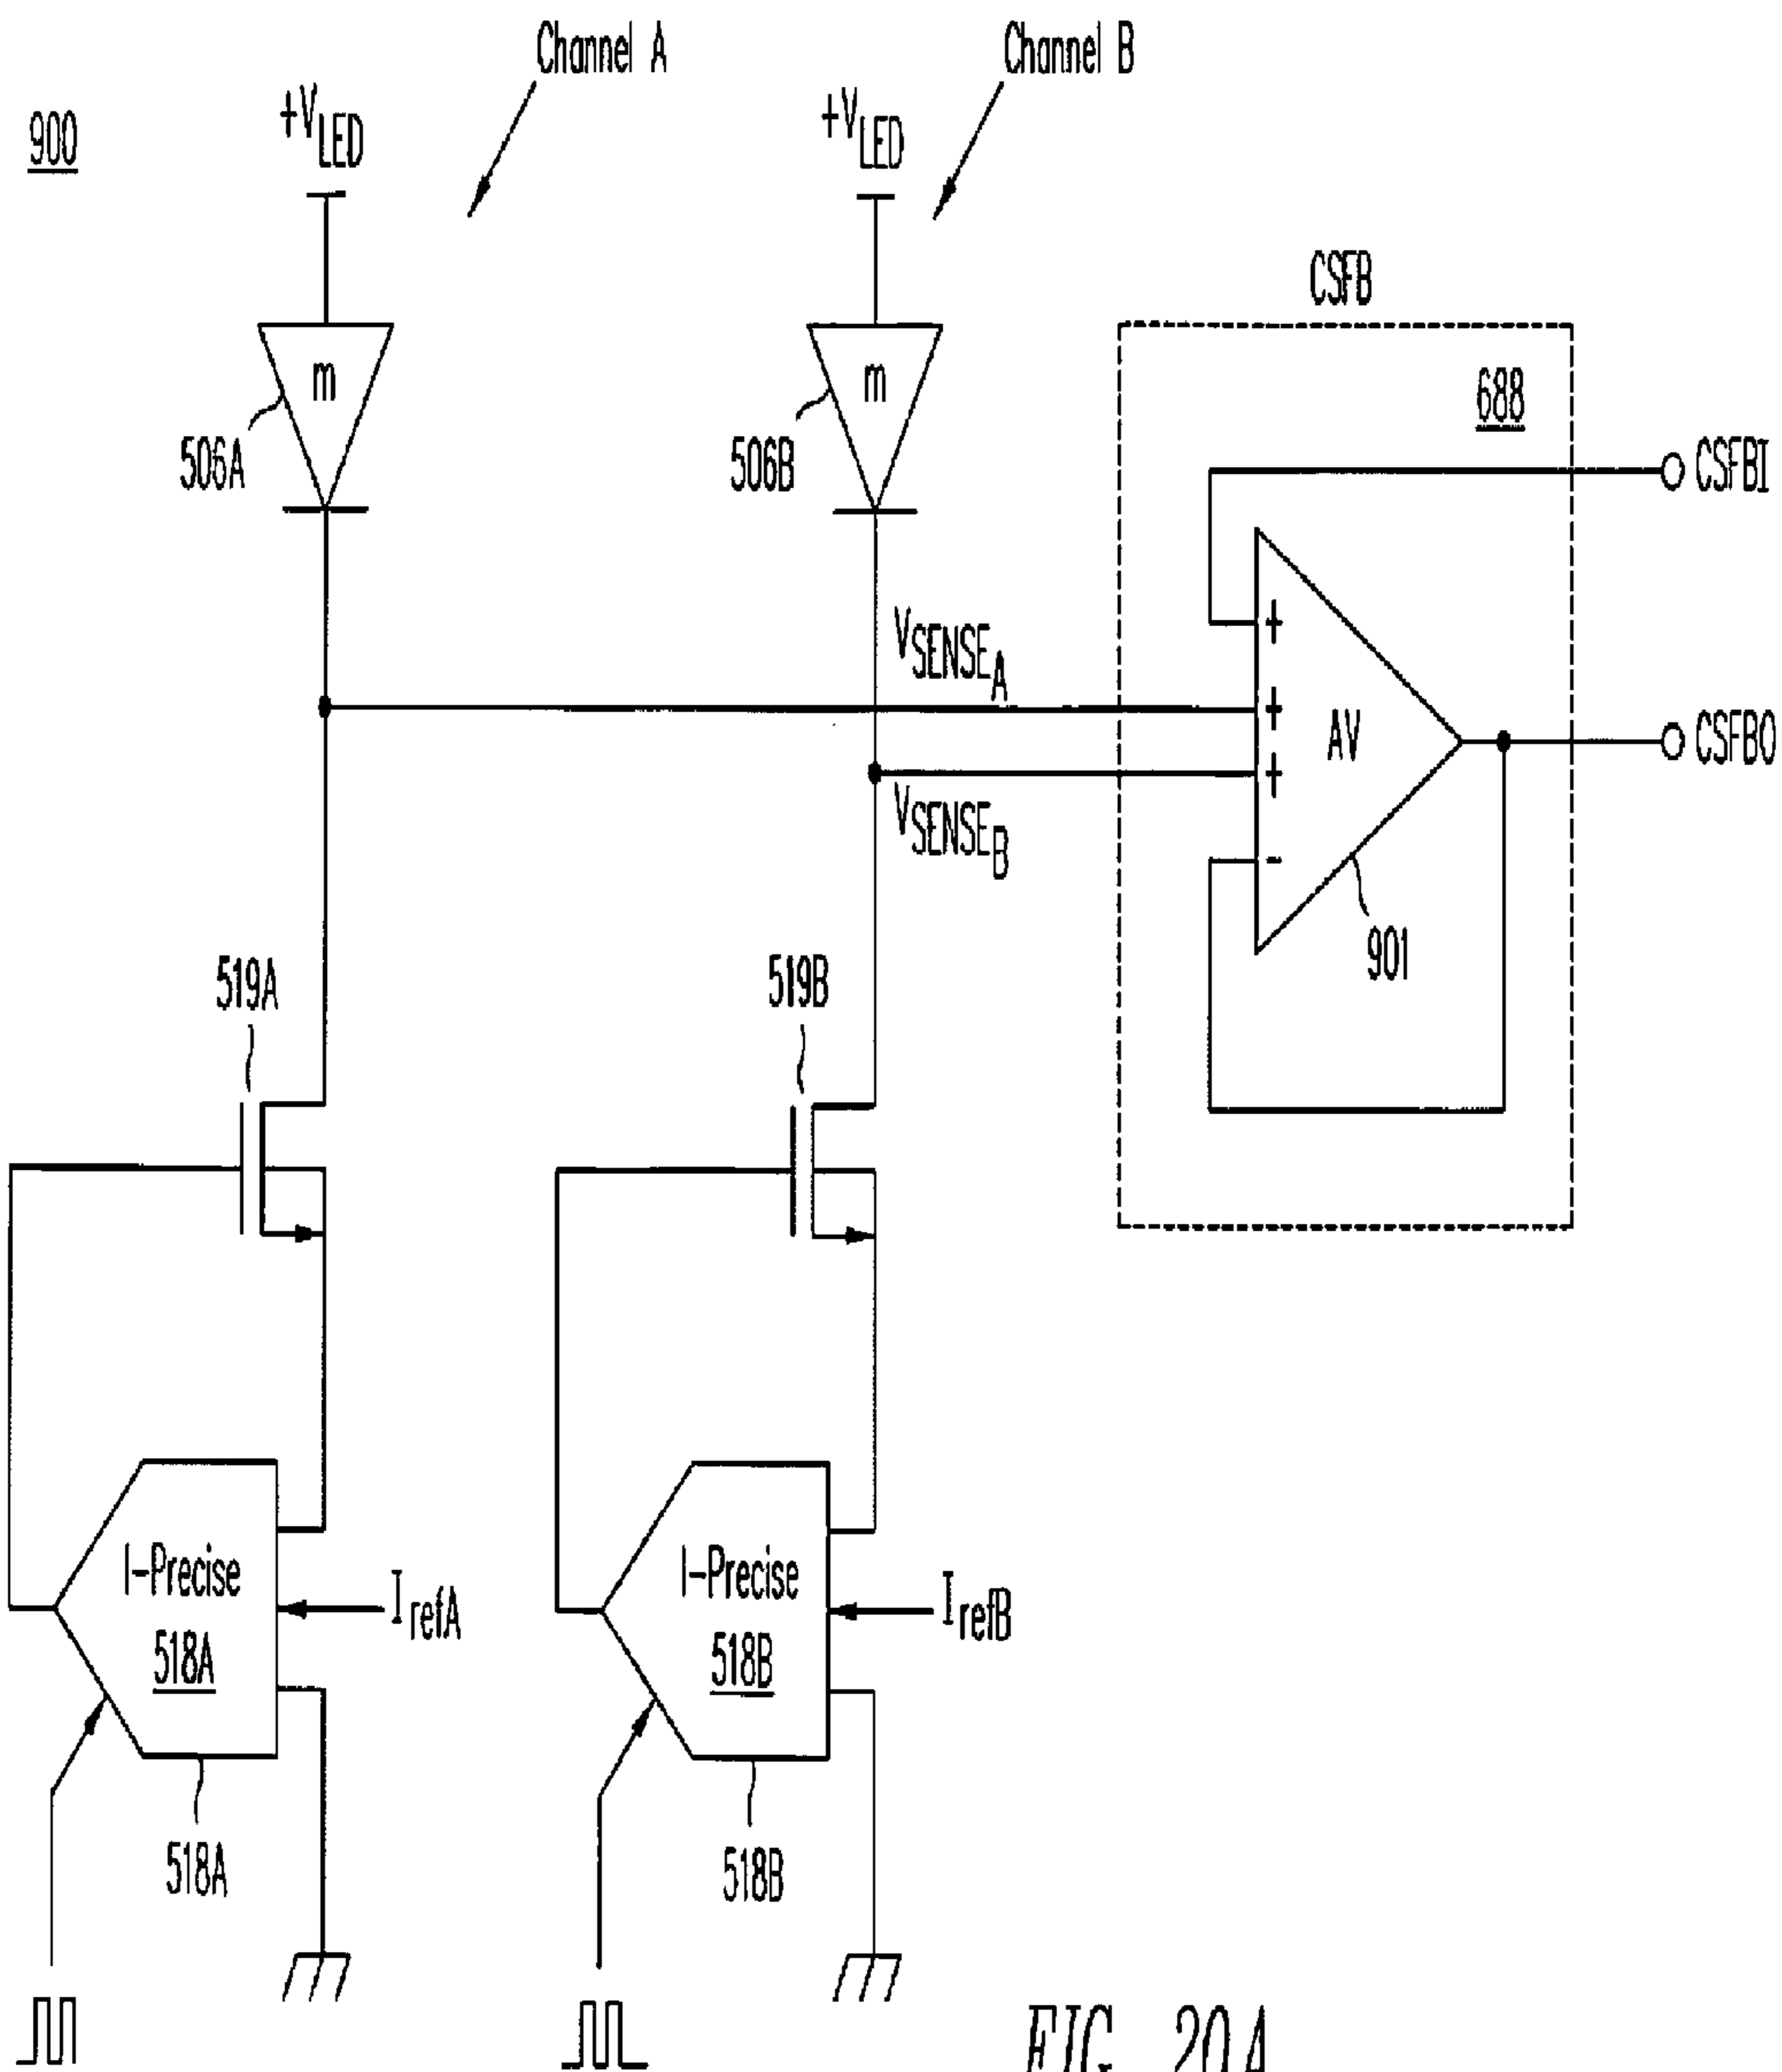 Channel A
Channel B
900
+VLED
+VLED
CSFB
m
m
688
506A
506B
CSFBI
VSENSEA
+
+
AV
CSFBO
+
VSENSEB
-
901
519A
519B
I-Precise
518A
IrefA
I-Precise
518B
IrefB
518A
518B
FIG. 20A